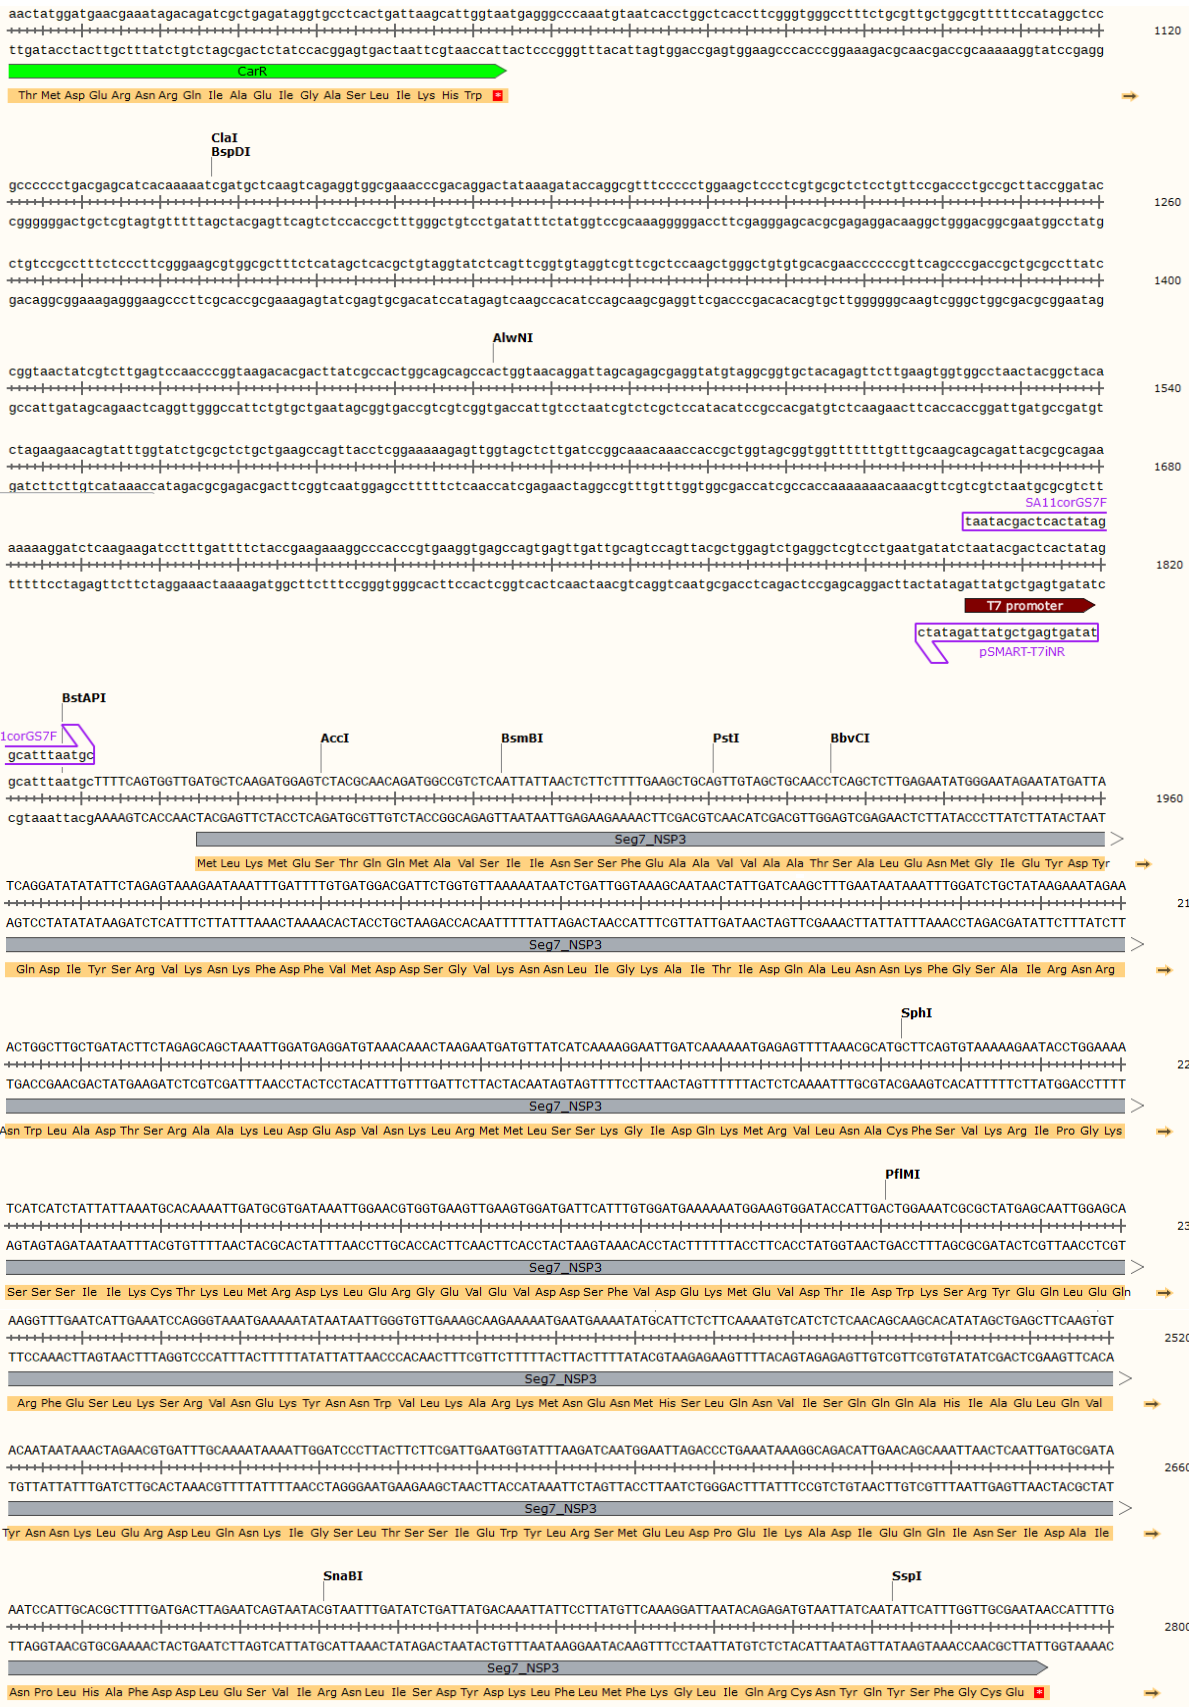 aactatggatgaacgaaatagacagatcgctgagataggtgcctcactgattaagcattggtaatgagggcccaaatgtaatcacctggctcaccttcgggtgggcctttctgcgttgctggcgtttttccataggctcc
1120
ttgatacctacttgctttatctgtctagcgactctatccacggagtgactaattcgtaaccattactcccgggtttacattagtggaccgagtggaagcccacccggaaagacgcaacgaccgcaaaaaggtatccgagg
CarR
Thr Met Asp Glu Arg Asn Arg Gln Ile Ala Glu Ile Gly Ala Ser Leu Ile Lys His Trp *
ClaI
BspDI
gcccccctgacgagcatcacaaaaatcgatgctcaagtcagaggtggcgaaacccgacaggactataaagataccaggcgtttccccctggaagctccctcgtgcgctctcctgttccgaccctgccgcttaccggatac
1260
cggggggactgctcgtagtgtttttagctacgagttcagtctccaccgctttgggctgtcctgatatttctatggtccgcaaagggggaccttcgagggagcacgcgagaggacaaggctgggacggcgaatggcctatg
ctgtccgcctttctcccttcgggaagcgtggcgctttctcatagctcacgctgtaggtatctcagttcggtgtaggtcgttcgctccaagctgggctgtgtgcacgaaccccccgttcagcccgaccgctgcgccttatc
1400
gacaggcggaaagagggaagcccttcgcaccgcgaaagagtatcgagtgcgacatccatagagtcaagccacatccagcaagcgaggttcgacccgacacacgtgcttggggggcaagtcgggctggcgacgcggaatag
AlwNI
cggtaactatcgtcttgagtccaacccggtaagacacgacttatcgccactggcagcagccactggtaacaggattagcagagcgaggtatgtaggcggtgctacagagttcttgaagtggtggcctaactacggctaca
1540
gccattgatagcagaactcaggttgggccattctgtgctgaatagcggtgaccgtcgtcggtgaccattgtcctaatcgtctcgctccatacatccgccacgatgtctcaagaacttcaccaccggattgatgccgatgt
ctagaagaacagtatttggtatctgcgctctgctgaagccagttacctcggaaaaagagttggtagctcttgatccggcaaacaaaccaccgctggtagcggtggtttttttgtttgcaagcagcagattacgcgcagaa
1680
gatcttcttgtcataaaccatagacgcgagacgacttcggtcaatggagcctttttctcaaccatcgagaactaggccgtttgtttggtggcgaccatcgccaccaaaaaaacaaacgttcgtcgtctaatgcgcgtctt
SA11corGS7F
taatacgactcactatag
aaaaaggatctcaagaagatcctttgattttctaccgaagaaaggcccacccgtgaaggtgagccagtgagttgattgcagtccagttacgctggagtctgaggctcgtcctgaatgatatctaatacgactcactatag
1820
tttttcctagagttcttctaggaaactaaaagatggcttctttccgggtgggcacttccactcggtcactcaactaacgtcaggtcaatgcgacctcagactccgagcaggacttactatagattatgctgagtgatatc
T7 promoter
ctatagattatgctgagtgatat
pSMART-T7iNR
BstAPI
1corGS7F
gcatttaatgc
AccI BsmBI PstI BbvCI
gcatttaatgcTTTTCAGTGGTTGATGCTCAAGATGGAGTCTACGCAACAGATGGCCGTCTCAATTATTAACTCTTCTTTTGAAGCTGCAGTTGTAGCTGCAACCTCAGCTCTTGAGAATATGGGAATAGAATATGATTA
1960
cgtaaattacgAAAAGTCACCAACTACGAGTTCTACCTCAGATGCGTTGTCTACCGGCAGAGTTAATAATTGAGAAGAAAACTTCGACGTCAACATCGACGTTGGAGTCGAGAACTCTTATACCCTTATCTTATACTAAT
Seg7_NSP3
Met Leu Lys Met Glu Ser Thr Gln Gln Met Ala Val Ser Ile Ile Asn Ser Ser Phe Glu Ala Ala Val Val Ala Ala Thr Ser Ala Leu Glu Asn Met Gly Ile Glu Tyr Asp Tyr
TCAGGATATATATTCTAGAGTAAAGAATAAATTTGATTTTGTGATGGACGATTCTGGTGTTAAAAATAATCTGATTGGTAAAGCAATAACTATTGATCAAGCTTTGAATAATAAATTTGGATCTGCTATAAGAAATAGAA
21
AGTCCTATATATAAGATCTCATTTCTTATTTAAACTAAAACACTACCTGCTAAGACCACAATTTTTATTAGACTAACCATTTCGTTATTGATAACTAGTTCGAAACTTATTATTTAAACCTAGACGATATTCTTTATCTT
Seg7_NSP3
Gln Asp Ile Tyr Ser Arg Val Lys Asn Lys Phe Asp Phe Val Met Asp Asp Ser Gly Val Lys Asn Asn Leu Ile Gly Lys Ala Ile Thr Ile Asp Gln Ala Leu Asn Asn Lys Phe Gly Ser Ala Ile Arg Asn Arg
SphI
ACTGGCTTGCTGATACTTCTAGAGCAGCTAAATTGGATGAGGATGTAAACAAACTAAGAATGATGTTATCATCAAAAGGAATTGATCAAAAAATGAGAGTTTTAAACGCATGCTTCAGTGTAAAAAGAATACCTGGAAAA
22
TGACCGAACGACTATGAAGATCTCGTCGATTTAACCTACTCCTACATTTGTTTGATTCTTACTACAATAGTAGTTTTCCTTAACTAGTTTTTTACTCTCAAAATTTGCGTACGAAGTCACATTTTTCTTATGGACCTTTT
Seg7_NSP3
Asn Trp Leu Ala Asp Thr Ser Arg Ala Ala Lys Leu Asp Glu Asp Val Asn Lys Leu Arg Met Met Leu Ser Ser Lys Gly Ile Asp Gln Lys Met Arg Val Leu Asn Ala Cys Phe Ser Val Lys Arg Ile Pro Gly Lys
PflMI
TCATCATCTATTATTAAATGCACAAAATTGATGCGTGATAAATTGGAACGTGGTGAAGTTGAAGTGGATGATTCATTTGTGGATGAAAAAATGGAAGTGGATACCATTGACTGGAAATCGCGCTATGAGCAATTGGAGCA
23
AGTAGTAGATAATAATTTACGTGTTTTAACTACGCACTATTTAACCTTGCACCACTTCAACTTCACCTACTAAGTAAACACCTACTTTTTTACCTTCACCTATGGTAACTGACCTTTAGCGCGATACTCGTTAACCTCGT
Seg7_NSP3
Ser Ser Ser Ile Ile Lys Cys Thr Lys Leu Met Arg Asp Lys Leu Glu Arg Gly Glu Val Glu Val Asp Asp Ser Phe Val Asp Glu Lys Met Glu Val Asp Thr Ile Asp Trp Lys Ser Arg Tyr Glu Gln Leu Glu Gln
AAGGTTTGAATCATTGAAATCCAGGGTAAATGAAAAATATAATAATTGGGTGTTGAAAGCAAGAAAAATGAATGAAAATATGCATTCTCTTCAAAATGTCATCTCTCAACAGCAAGCACATATAGCTGAGCTTCAAGTGT
2520
TTCCAAACTTAGTAACTTTAGGTCCCATTTACTTTTTATATTATTAACCCACAACTTTCGTTCTTTTTACTTACTTTTATACGTAAGAGAAGTTTTACAGTAGAGAGTTGTCGTTCGTGTATATCGACTCGAAGTTCACA
Seg7_NSP3
Arg Phe Glu Ser Leu Lys Ser Arg Val Asn Glu Lys Tyr Asn Asn Trp Val Leu Lys Ala Arg Lys Met Asn Glu Asn Met His Ser Leu Gln Asn Val Ile Ser Gln Gln Gln Ala His Ile Ala Glu Leu Gln Val
ACAATAATAAACTAGAACGTGATTTGCAAAATAAAATTGGATCCCTTACTTCTTCGATTGAATGGTATTTAAGATCAATGGAATTAGACCCTGAAATAAAGGCAGACATTGAACAGCAAATTAACTCAATTGATGCGATA
2660
TGTTATTATTTGATCTTGCACTAAACGTTTTATTTTAACCTAGGGAATGAAGAAGCTAACTTACCATAAATTCTAGTTACCTTAATCTGGGACTTTATTTCCGTCTGTAACTTGTCGTTTAATTGAGTTAACTACGCTAT
Seg7_NSP3
Tyr Asn Asn Lys Leu Glu Arg Asp Leu Gln Asn Lys Ile Gly Ser Leu Thr Ser Ser Ile Glu Trp Tyr Leu Arg Ser Met Glu Leu Asp Pro Glu Ile Lys Ala Asp Ile Glu Gln Gln Ile Asn Ser Ile Asp Ala Ile
SnaBI SspI
AATCCATTGCACGCTTTTGATGACTTAGAATCAGTAATACGTAATTTGATATCTGATTATGACAAATTATTCCTTATGTTCAAAGGATTAATACAGAGATGTAATTATCAATATTCATTTGGTTGCGAATAACCATTTTG
2800
TTAGGTAACGTGCGAAAACTACTGAATCTTAGTCATTATGCATTAAACTATAGACTAATACTGTTTAATAAGGAATACAAGTTTCCTAATTATGTCTCTACATTAATAGTTATAAGTAAACCAACGCTTATTGGTAAAAC
Seg7_NSP3
Asn Pro Leu His Ala Phe Asp Asp Leu Glu Ser Val Ile Arg Asn Leu Ile Ser Asp Tyr Asp Lys Leu Phe Leu Met Phe Lys Gly Leu Ile Gln Arg Cys Asn Tyr Gln Tyr Ser Phe Gly Cys Glu *